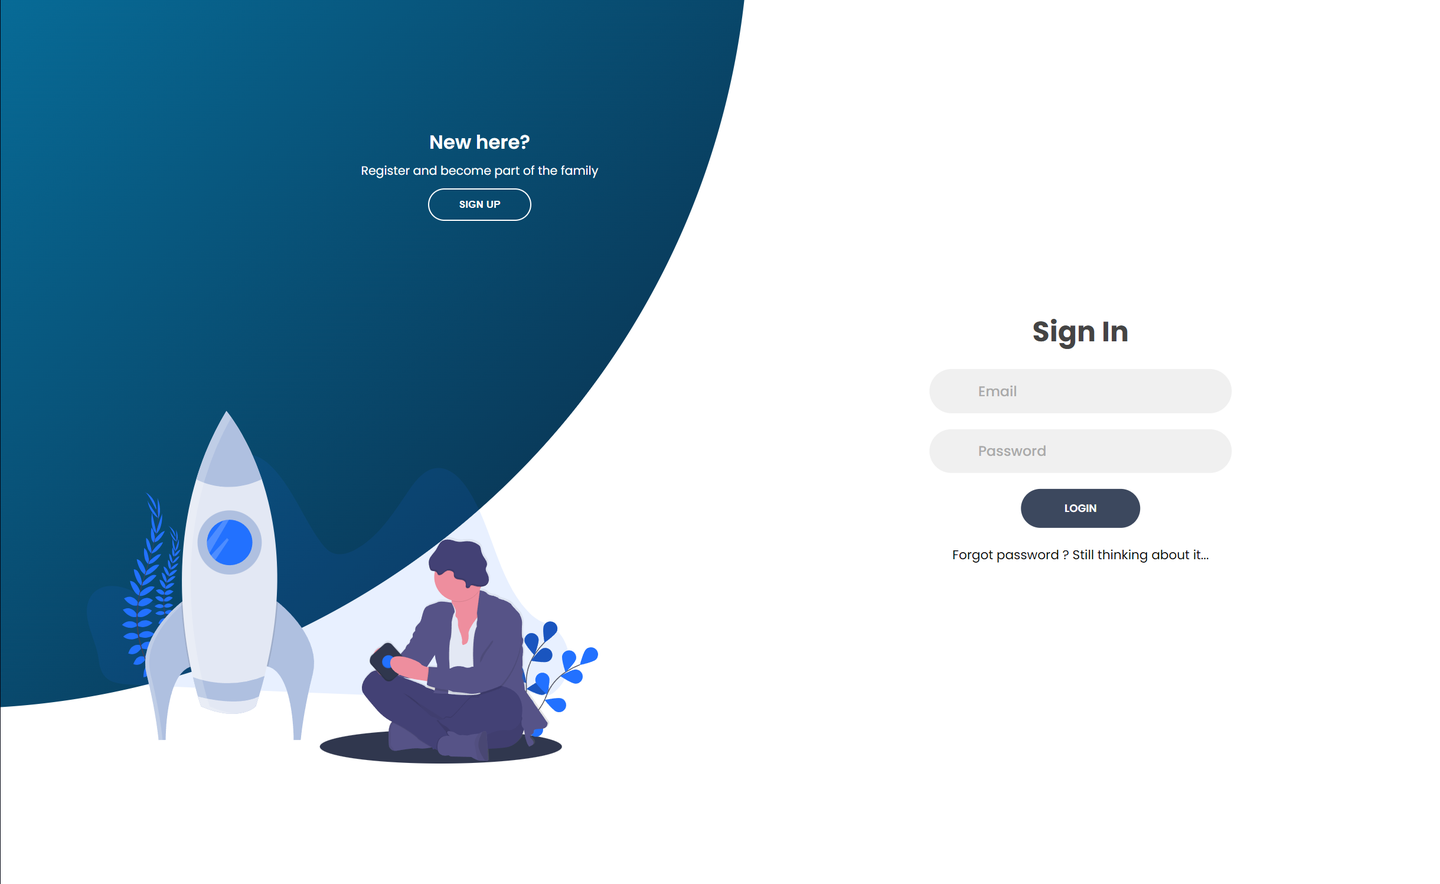 New here?
Register and become part of the family
SIGN UP
Sign In
Email
Password
LOGIN
Forgot password ? Still thinking about it...